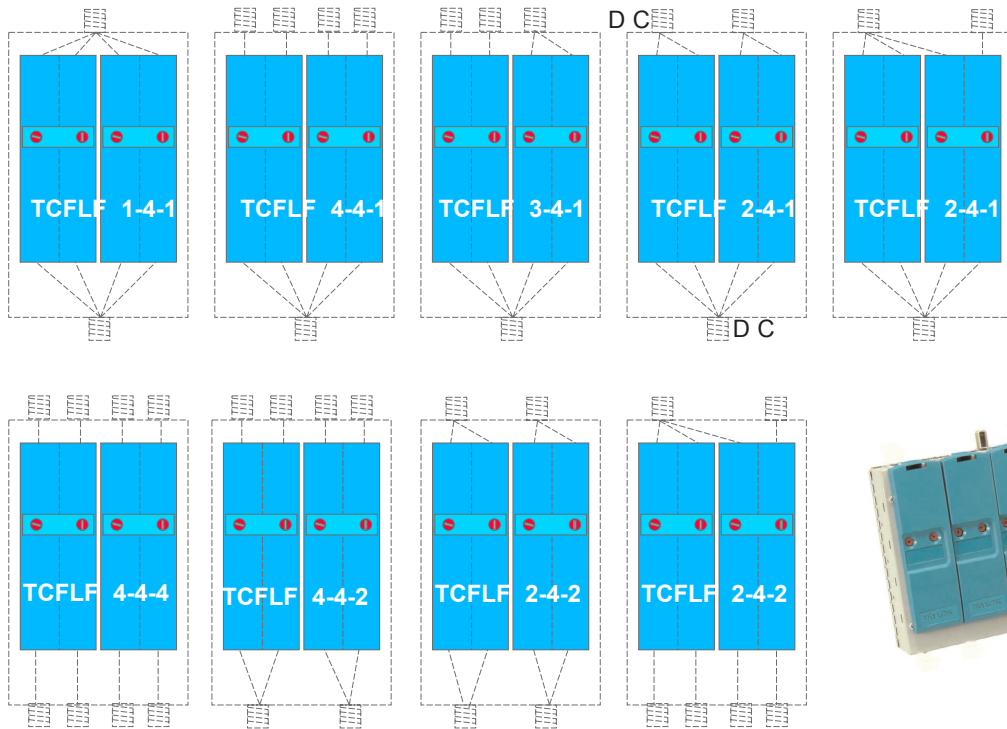 D C
TCFLF 1-4-1
TCFLF 4-4-1
TCFLF 3-4-1
TCFLF 2-4-1
TCFLF 2-4-1
D C
TCFLF 4-4-4
TCFLF 4-4-2
TCFLF 2-4-2
TCFLF 2-4-2